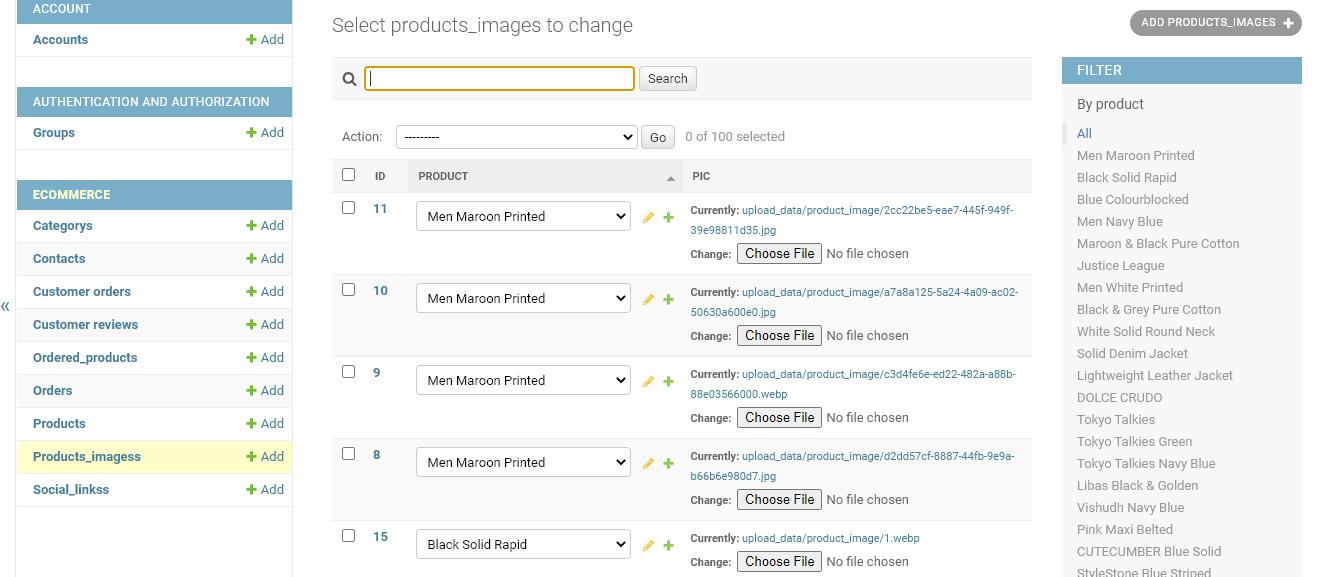 ACCOUNT
Accounts
Add
AUTHENTICATION AND AUTHORIZATION
Groups
Add
ECOMMERCE
Categorys
Add
Contacts
Add
Customer orders
Add
Customer reviews
Add
Ordered_products
Add
Orders
Add
Products
Add
Products_imagess
Add
Social_linkss
Add
«
Select products_images to change
ADD PRODUCTS_IMAGES
Search
Action: --------- Go 0 of 100 selected
ID PRODUCT PIC
11 Men Maroon Printed
Currently: upload_data/product_image/2cc22be5-eae7-445f-949f-
39e98811d35.jpg
Change: Choose File No file chosen
10 Men Maroon Printed
Currently: upload_data/product_image/a7a8a125-5a24-4a09-ac02-
50630a600e0.jpg
Change: Choose File No file chosen
9 Men Maroon Printed
Currently: upload_data/product_image/c3d4fe6e-ed22-482a-a88b-
88e03566000.webp
Change: Choose File No file chosen
8 Men Maroon Printed
Currently: upload_data/product_image/d2dd57cf-8887-44fb-9e9a-
b66b6e980d7.jpg
Change: Choose File No file chosen
15 Black Solid Rapid
Currently: upload_data/product_image/1.webp
Change: Choose File No file chosen
FILTER
By product
All
Men Maroon Printed
Black Solid Rapid
Blue Colourblocked
Men Navy Blue
Maroon & Black Pure Cotton
Justice League
Men White Printed
Black & Grey Pure Cotton
White Solid Round Neck
Solid Denim Jacket
Lightweight Leather Jacket
DOLCE CRUDO
Tokyo Talkies
Tokyo Talkies Green
Tokyo Talkies Navy Blue
Libas Black & Golden
Vishudh Navy Blue
Pink Maxi Belted
CUTECUMBER Blue Solid
StyleStone Blue Striped